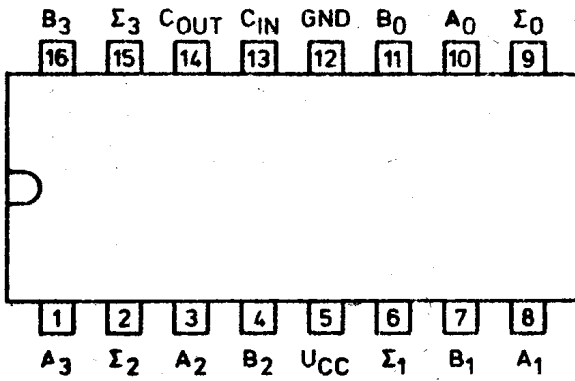 B3 Σ3 COUT CIN GND B0 A0 Σ0
16 15 14 13 12 11 10 9
1 2 3 4 5 6 7 8
A3 Σ2 A2 B2 UCC Σ1 B1 A1